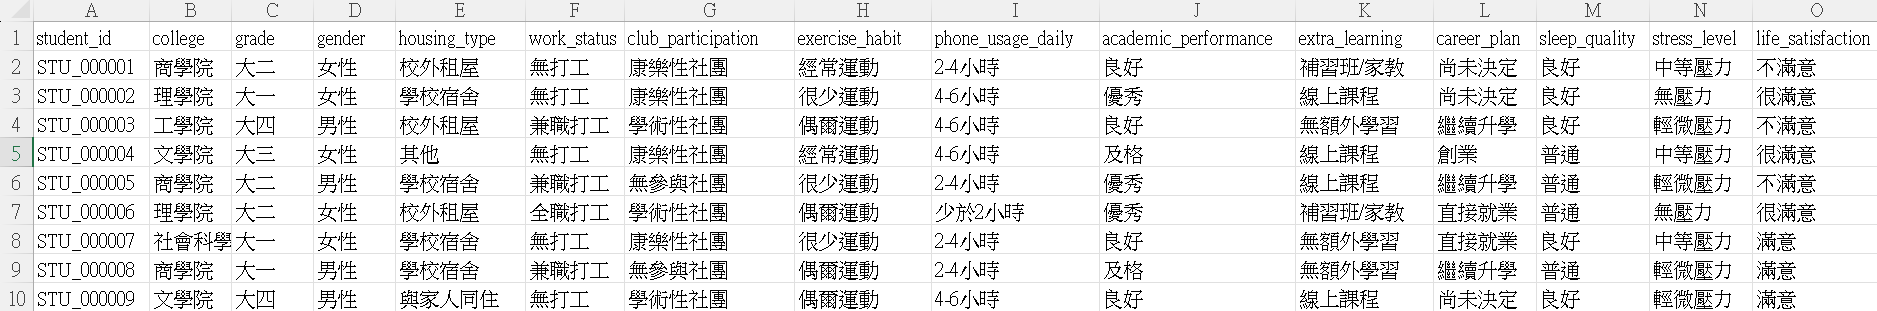 A B C D E F G H I J K L M N O
1 student_id college grade gender housing_type work_status club_participation exercise_habit phone_usage_daily academic_performance extra_learning career_plan sleep_quality stress_level life_satisfaction
2 STU_000001 商學院 大二 女性 校外租屋 無打工 康樂性社團 經常運動 2-4小時 良好 補習班/家教 尚未決定 良好 中等壓力 不滿意
3 STU_000002 理學院 大一 女性 學校宿舍 無打工 康樂性社團 很少運動 4-6小時 優秀 線上課程 尚未決定 良好 無壓力 很滿意
4 STU_000003 工學院 大四 男性 校外租屋 兼職打工 學術性社團 偶爾運動 4-6小時 良好 無額外學習 繼續升學 良好 輕微壓力 不滿意
5 STU_000004 文學院 大三 女性 其他 無打工 康樂性社團 經常運動 4-6小時 及格 線上課程 創業 普通 中等壓力 很滿意
6 STU_000005 商學院 大二 男性 學校宿舍 兼職打工 無參與社團 很少運動 2-4小時 優秀 線上課程 繼續升學 普通 輕微壓力 不滿意
7 STU_000006 理學院 大二 女性 校外租屋 全職打工 學術性社團 偶爾運動 少於2小時 優秀 補習班/家教 直接就業 普通 無壓力 很滿意
8 STU_000007 社會科學 大一 女性 學校宿舍 無打工 康樂性社團 很少運動 2-4小時 良好 無額外學習 直接就業 良好 中等壓力 滿意
9 STU_000008 商學院 大一 男性 學校宿舍 兼職打工 無參與社團 偶爾運動 2-4小時 及格 無額外學習 繼續升學 普通 輕微壓力 滿意
10 STU_000009 文學院 大四 男性 與家人同住 無打工 學術性社團 偶爾運動 4-6小時 良好 線上課程 尚未決定 良好 輕微壓力 滿意